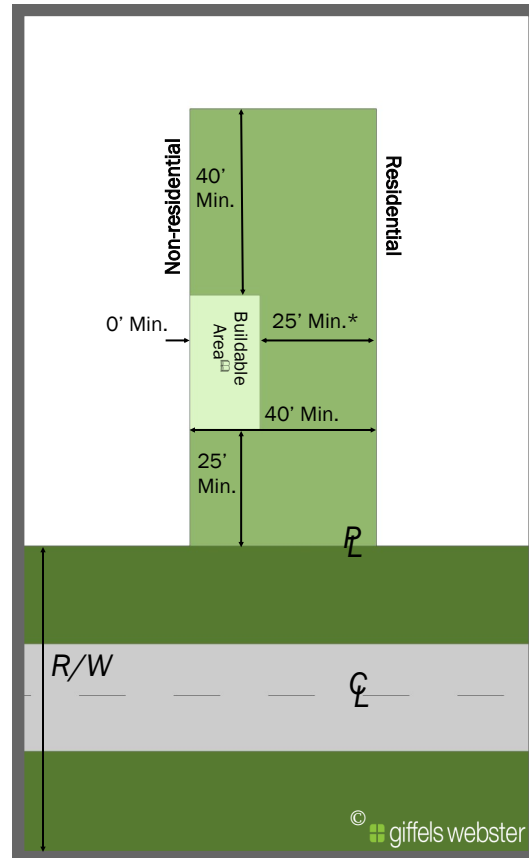 Non-residential
Residential
40'
Min.
0' Min.
Buildable
Area
25' Min.*
40' Min.
25'
Min.
PL
R/W
CL
© giffels webster